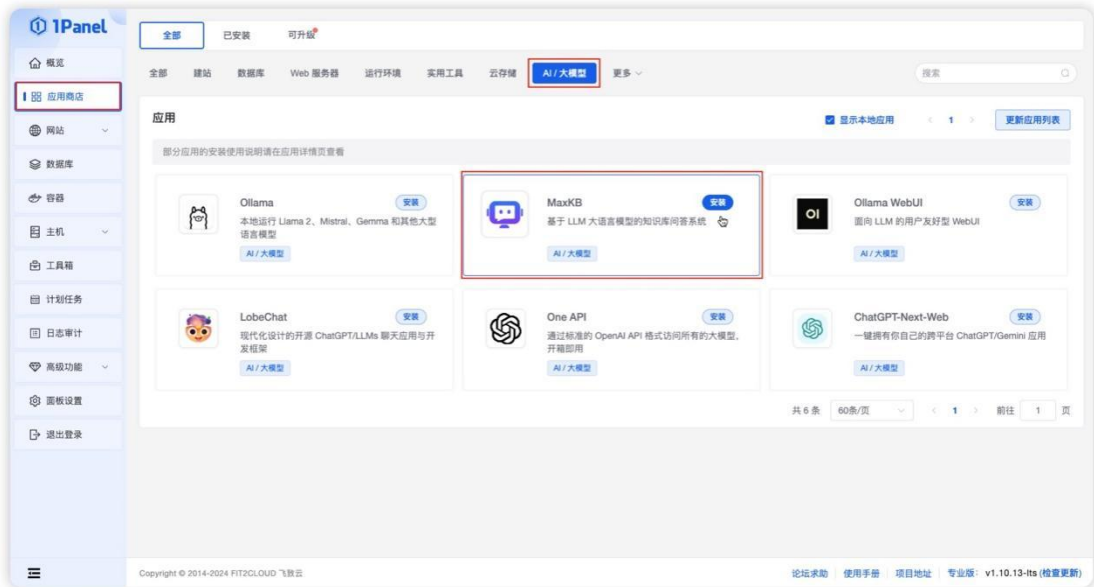 1Panel
概览
应用商店
网站
数据库
容器
主机
工具箱
计划任务
日志审计
高级功能
面板设置
退出登录
全部 已安装 可升级
全部 建站 数据库 Web 服务器 运行环境 实用工具 云存储 AI / 大模型 更多 搜索
应用 显示本地应用 1 更新应用列表
部分应用的安装使用说明请在应用详情页查看
Ollama 安装
本地运行 Llama 2、Mistral、Gemma 和其他大型
语言模型
AI / 大模型
MaxKB 安装
基于 LLM 大语言模型的知识库问答系统
AI / 大模型
OI
Ollama WebUI 安装
面向 LLM 的用户友好型 WebUI
AI / 大模型
LobeChat 安装
现代化设计的开源 ChatGPT/LLMs 聊天应用与开
发框架
AI / 大模型
One API 安装
通过标准的 OpenAI API 格式访问所有的大模型，
开箱即用
AI / 大模型
ChatGPT-Next-Web 安装
一键拥有你自己的跨平台 ChatGPT/Gemini 应用
AI / 大模型
共 6 条 60条/页 1 前往 1 页
Copyright © 2014-2024 FIT2CLOUD 飞致云 论坛求助 使用手册 项目地址 专业版： v1.10.13-lts (检查更新)